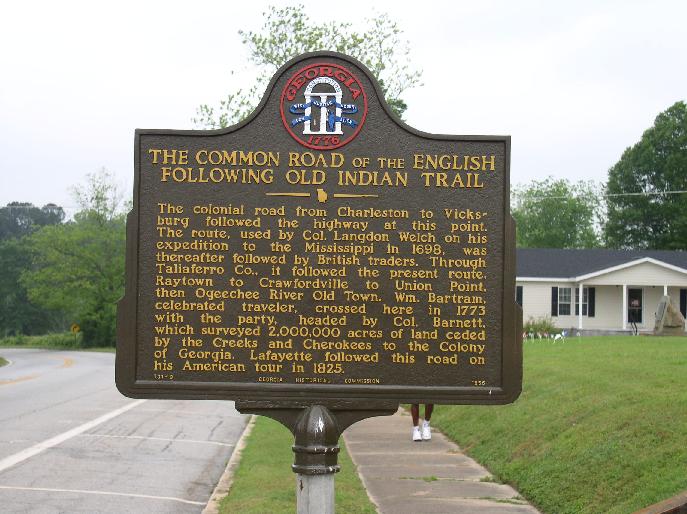 GEORGIA
1776
THE COMMON ROAD OF THE ENGLISH
FOLLOWING OLD INDIAN TRAIL
The colonial road from Charleston to Vicks-
burg followed the highway at this point.
The route, used by Col. Langdon Welch on his
expedition to the Mississippi in 1698, was
thereafter followed by British traders. Through
Taliaferro Co., it followed the present route,
Raytown to Crawfordville to Union Point,
then Ogeechee River Old Town. Wm. Bartram,
celebrated traveler, crossed here in 1773
with the party, headed by Col. Barnett,
which surveyed 2,000,000 acres of land ceded
by the Creeks and Cherokees to the Colony
of Georgia. Lafayette followed this road on
his American tour in 1825.
GEORGIA HISTORICAL COMMISSION